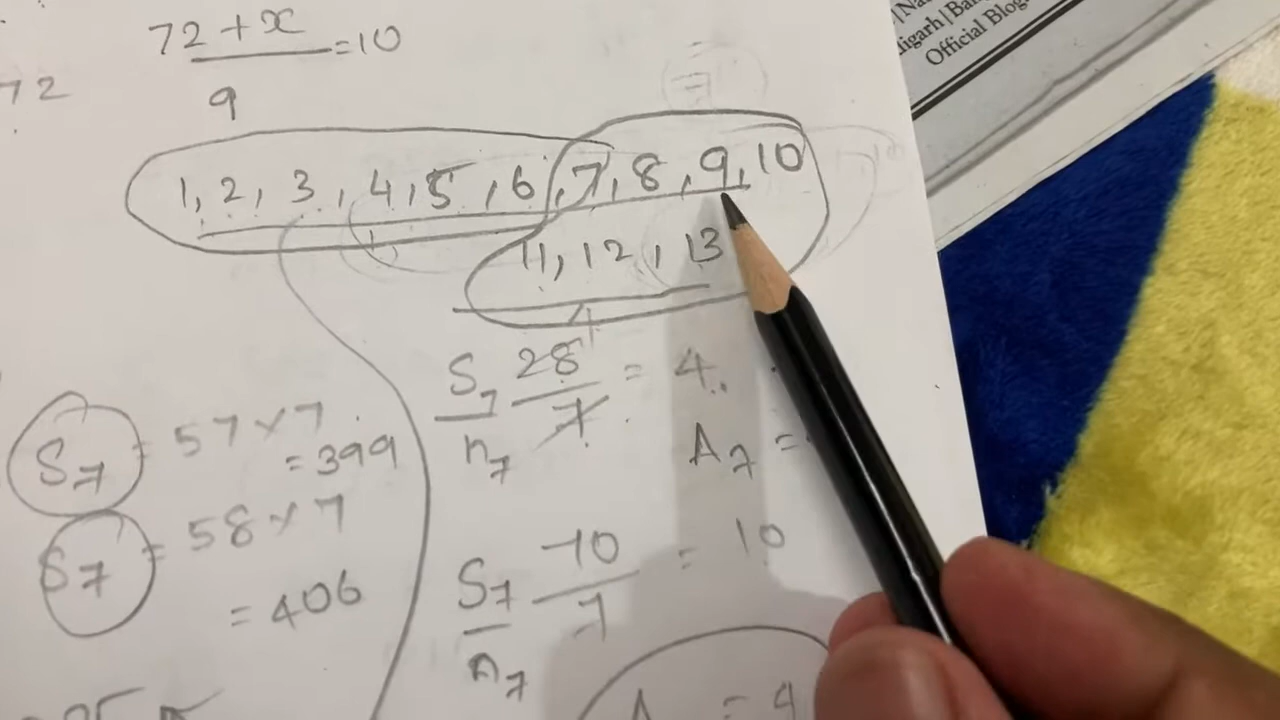 72 + x
=10
9
72
1, 2, 3, 4, 5, 6, 7, 8, 9, 10
11, 12, 13
4
S7 28 = 4.
n7 7
A7 =
S7 = 57 x 7
= 399
S7 = 58 x 7
= 406
S7 70 = 10
n7 7
= 4
Official Blog